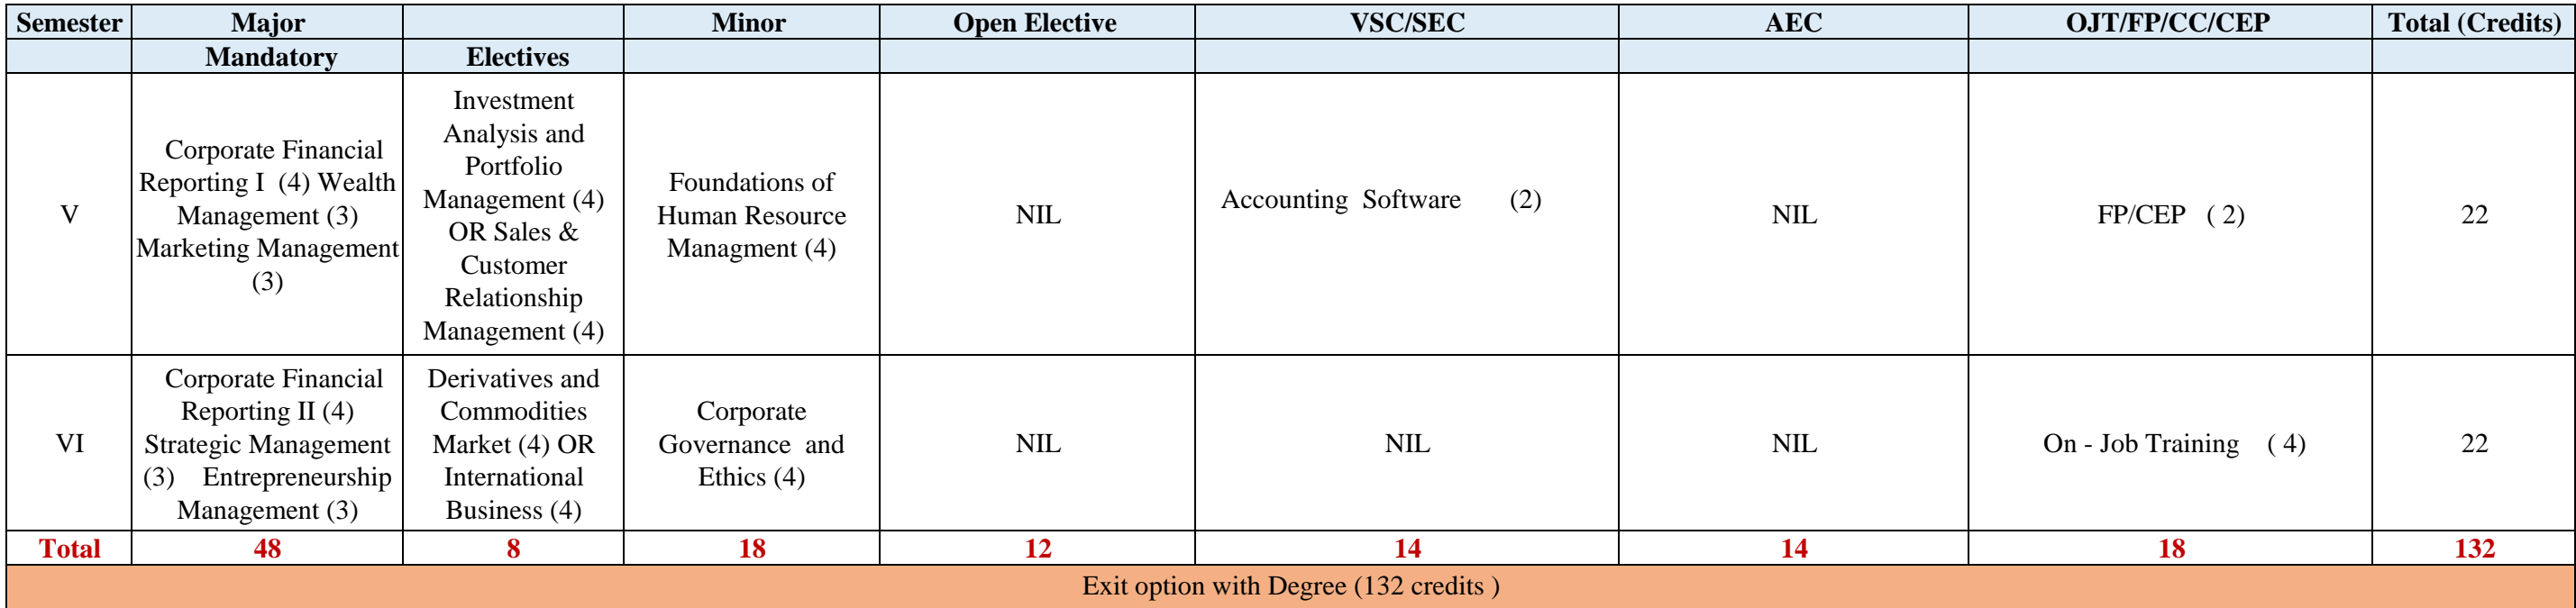 Semester Major Minor Open Elective VSC/SEC AEC OJT/FP/CC/CEP Total (Credits)
Mandatory Electives
V
Corporate Financial
Reporting I (4) Wealth
Management (3)
Marketing Management
(3)
Investment
Analysis and
Portfolio
Management (4)
OR Sales &
Customer
Relationship
Management (4)
Foundations of
Human Resource
Managment (4)
NIL
Accounting Software (2)
NIL
FP/CEP ( 2)
22
VI
Corporate Financial
Reporting II (4)
Strategic Management
(3) Entrepreneurship
Management (3)
Derivatives and
Commodities
Market (4) OR
International
Business (4)
Corporate
Governance and
Ethics (4)
NIL
NIL
NIL
On - Job Training ( 4)
22
Total 48 8 18 12 14 14 18 132
Exit option with Degree (132 credits )